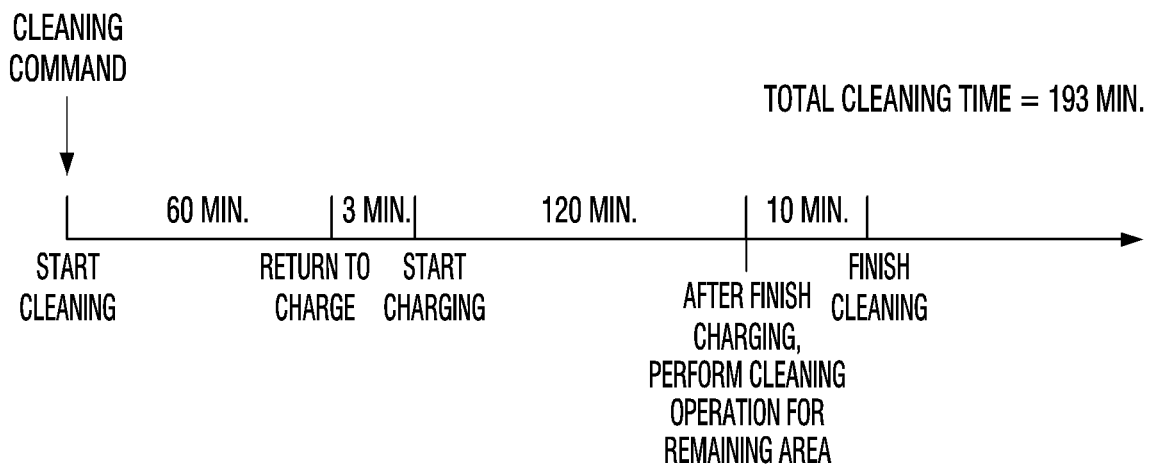 CLEANING
COMMAND
TOTAL CLEANING TIME = 193 MIN.
60 MIN.
3 MIN.
120 MIN.
10 MIN.
START
CLEANING
RETURN TO
CHARGE
START
CHARGING
AFTER FINISH
CHARGING,
PERFORM CLEANING
OPERATION FOR
REMAINING AREA
FINISH
CLEANING